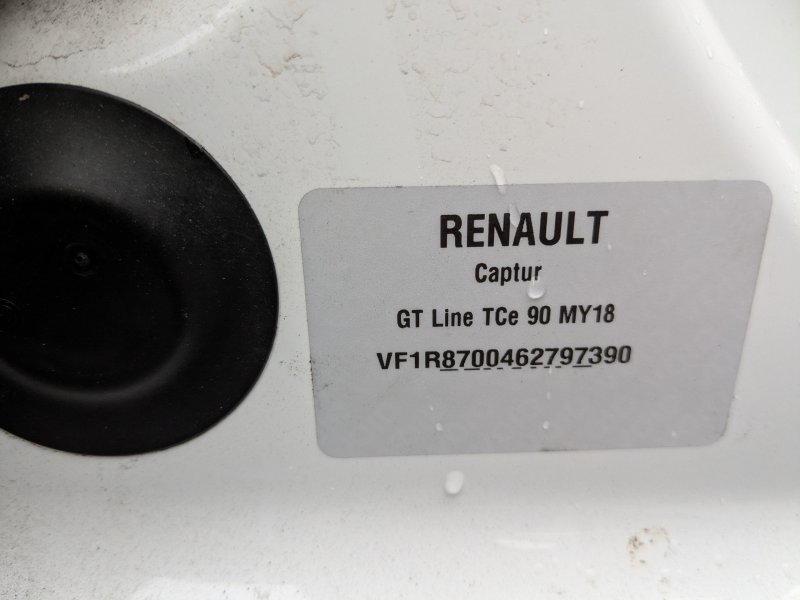 RENAULT
Captur
GT Line TCe 90 MY18
VF1R8700462797390